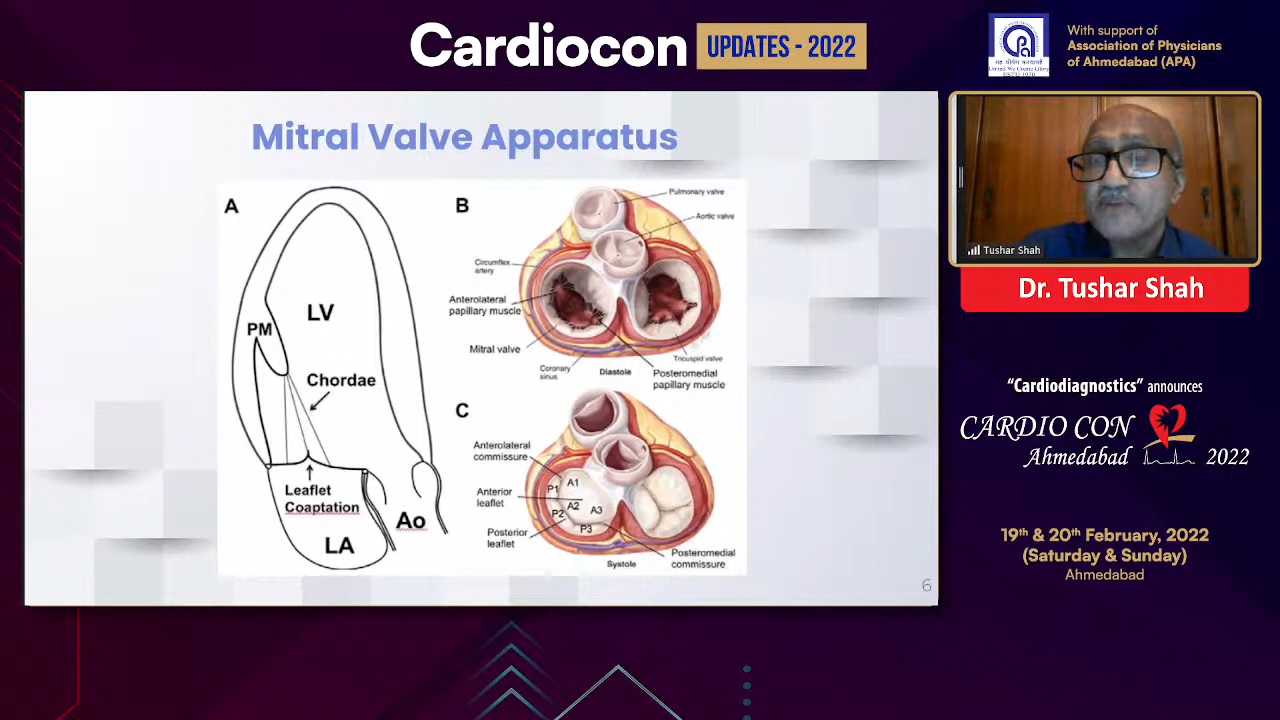 Cardiocon UPDATES - 2022
With support of
Association of Physicians
of Ahmedabad (APA)
Mitral Valve Apparatus
A
LV
PM
Chordae
Leaflet
Coaptation
Ao
LA
B
Pulmonary valve
Aortic valve
Circumflex
artery
Anterolateral
papillary muscle
Mitral valve
Coronary
sinus
Diastole
Tricuspid valve
Posteromedial
papillary muscle
C
Anterolateral
commissure
Anterior
leaflet
Posterior
leaflet
P1 A1
P2 A2 A3
P3
Systole
Posteromedial
commissure
6
Tushar Shah
Dr. Tushar Shah
“Cardiodiagnostics” announces
CARDIO CON
Ahmedabad 2022
19th & 20th February, 2022
(Saturday & Sunday)
Ahmedabad